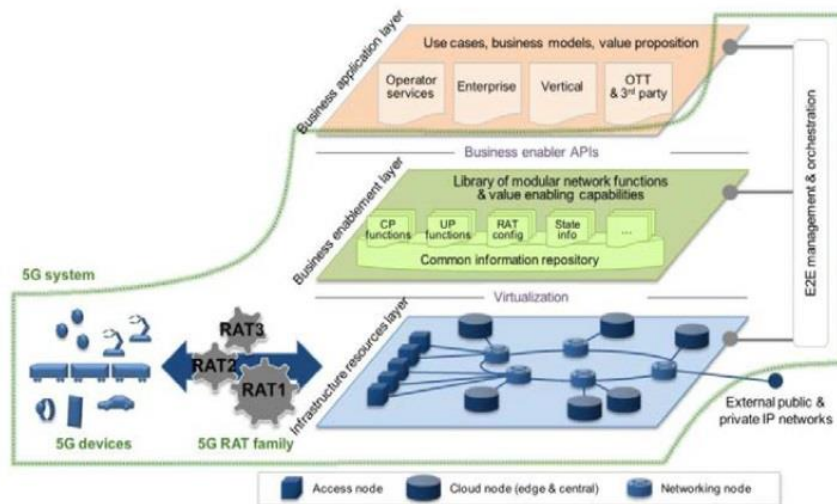 Business application layer
Use cases, business models, value proposition
Operator
services
Enterprise
Vertical
OTT
& 3rd party
Business enabler APIs
Business enablement layer
Library of modular network functions
& value enabling capabilities
CP
functions
UP
functions
RAT
config
State
info
...
Common information repository
E2E management & orchestration
5G system
Virtualization
Infrastructure resources layer
RAT3
RAT2
RAT1
5G devices
5G RAT family
External public &
private IP networks
Access node
Cloud node (edge & central)
Networking node